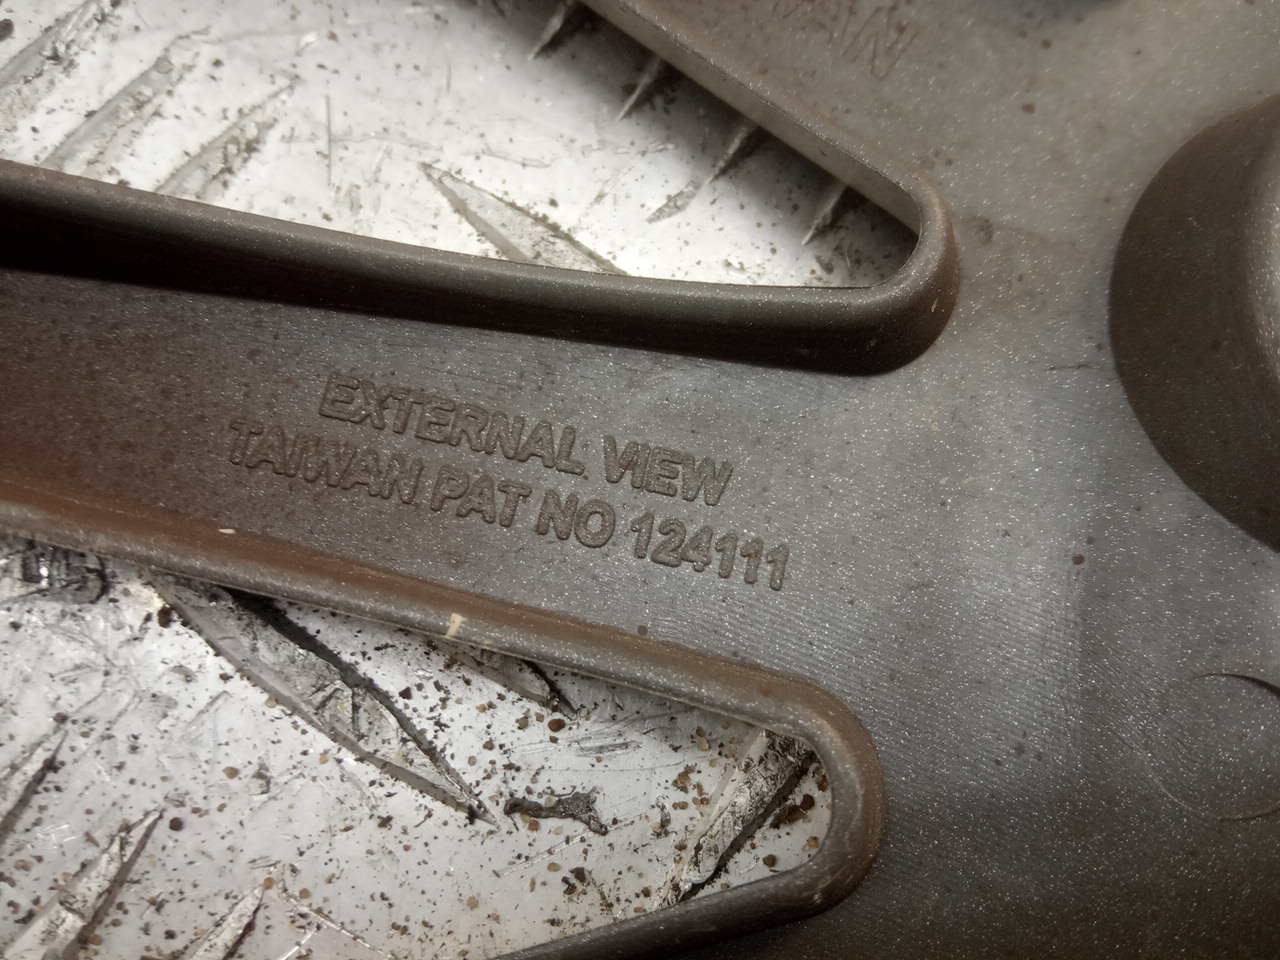 EXTERNAL VIEW
TAIWAN PAT NO 124111